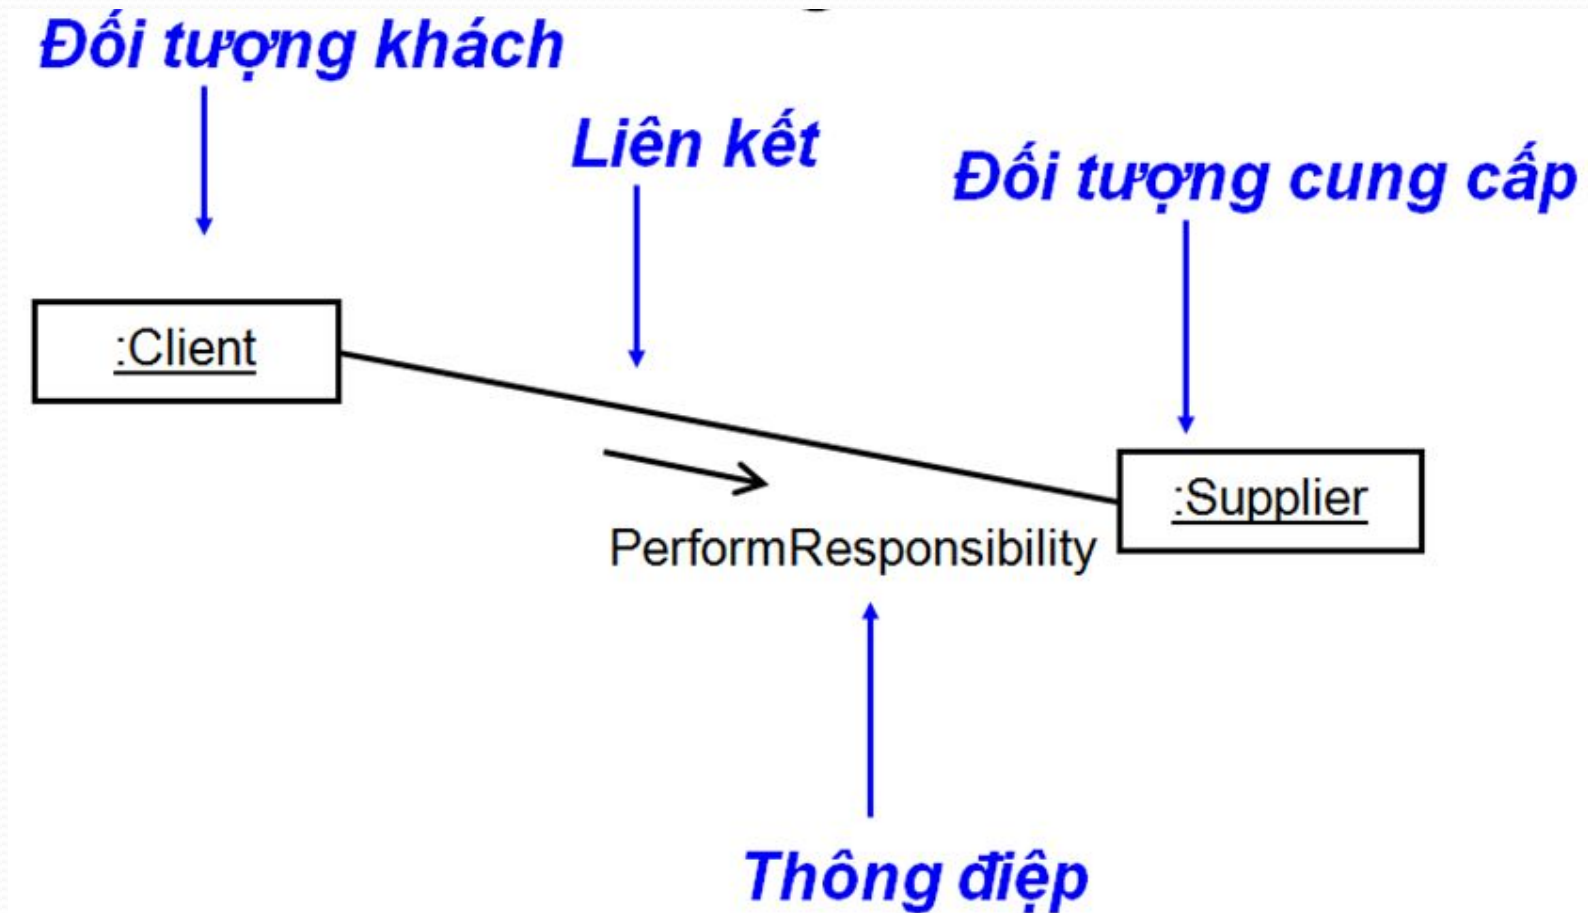 Đối tượng khách
Liên kết
Đối tượng cung cấp
:Client
:Supplier
PerformResponsibility
Thông điệp